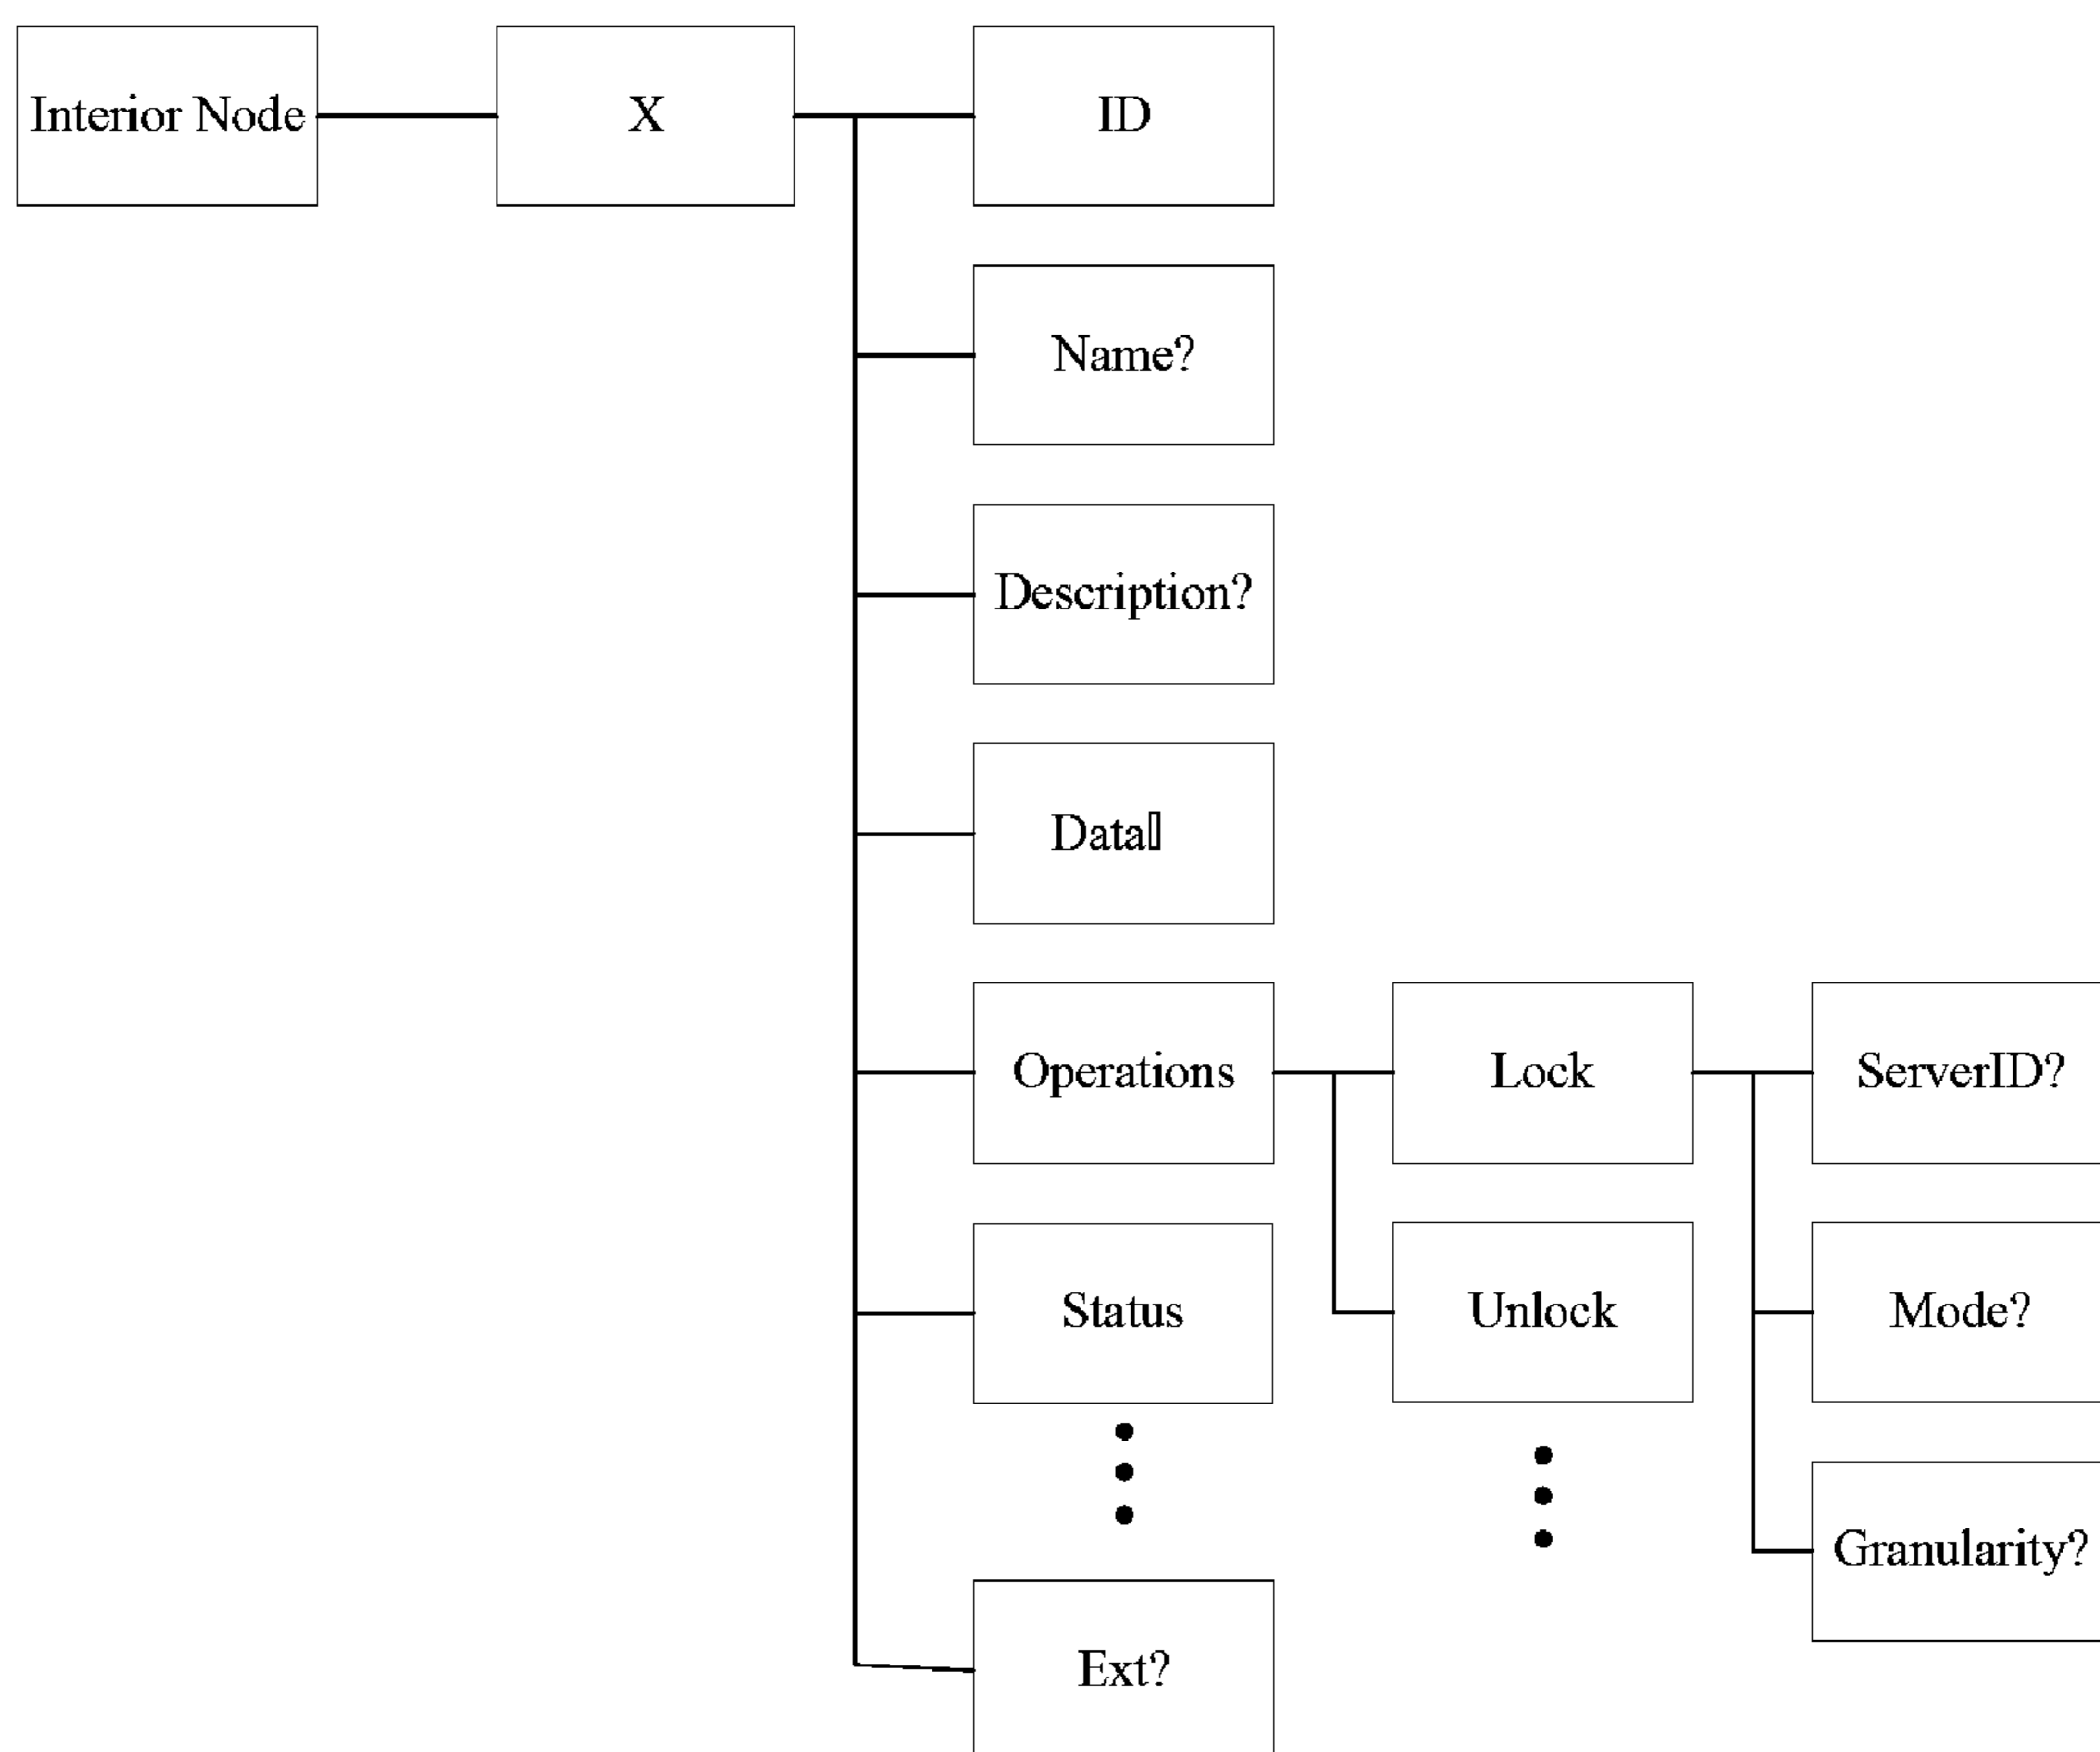 Interior Node
X
ID
Name?
Description?
Data
Operations
Lock
ServerID?
Status
Unlock
Mode?
Granularity?
Ext?